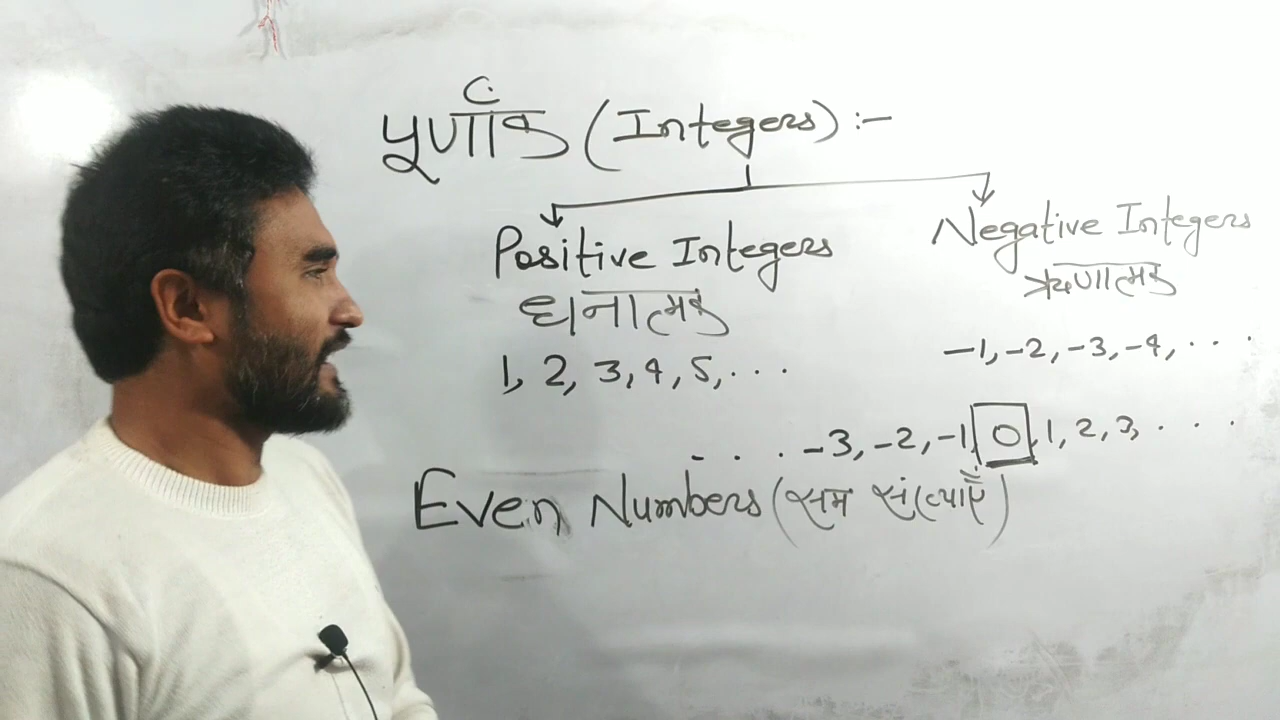 पूर्णांक (Integers) :-
Positive Integers
Negative Integers
धनात्मक
ऋणात्मक
1, 2, 3, 4, 5, . . .
-1, -2, -3, -4, . . .
. . . . -3, -2, -1, 0, 1, 2, 3, . . .
Even Numbers (सम संख्याएँ)